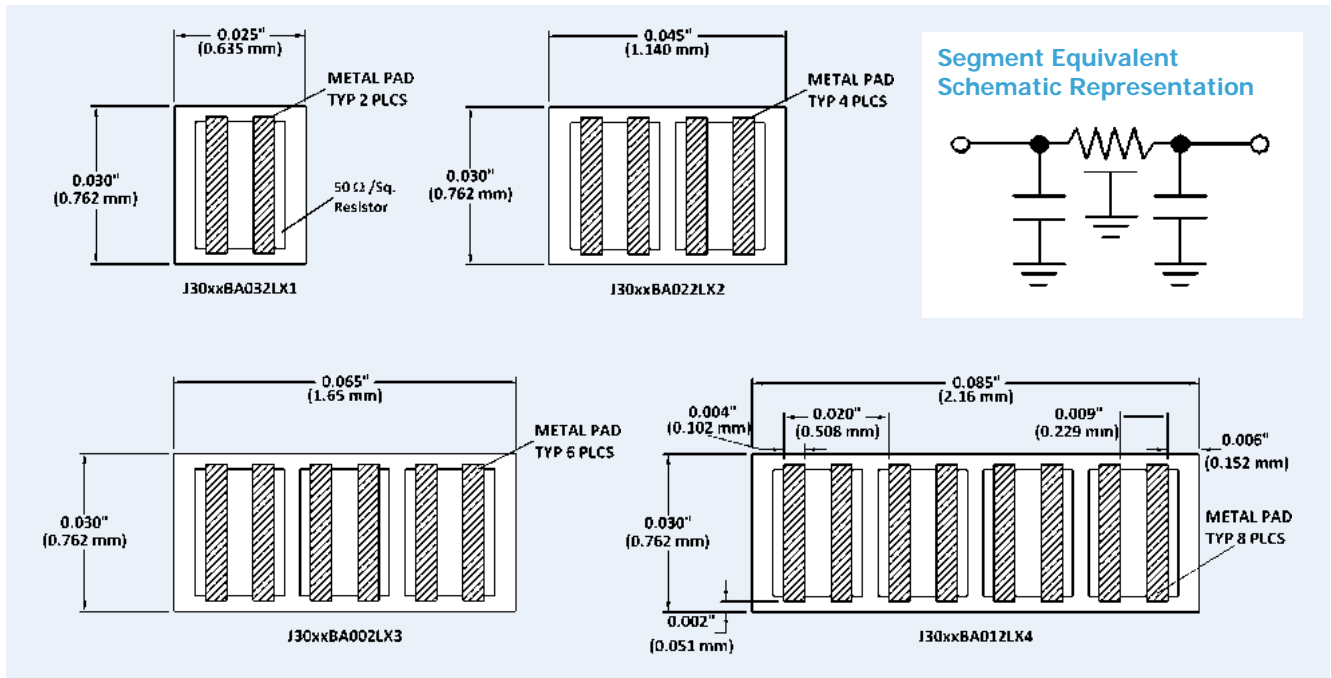 0.025"
(0.635 mm)
METAL PAD
TYP 2 PLCS
0.030"
(0.762 mm)
50 Ω /Sq.
Resistor
J30xxBA032LX1
0.045"
(1.140 mm)
METAL PAD
TYP 4 PLCS
0.030"
(0.762 mm)
J30xxBA022LX2
Segment Equivalent
Schematic Representation
0.065"
(1.65 mm)
METAL PAD
TYP 6 PLCS
0.030"
(0.762 mm)
J30xxBA002LX3
0.085"
(2.16 mm)
0.004"
(0.102 mm)
0.020"
(0.508 mm)
0.009"
(0.229 mm)
0.006"
(0.152 mm)
0.030"
(0.762 mm)
METAL PAD
TYP 8 PLCS
0.002"
(0.051 mm)
J30xxBA012LX4